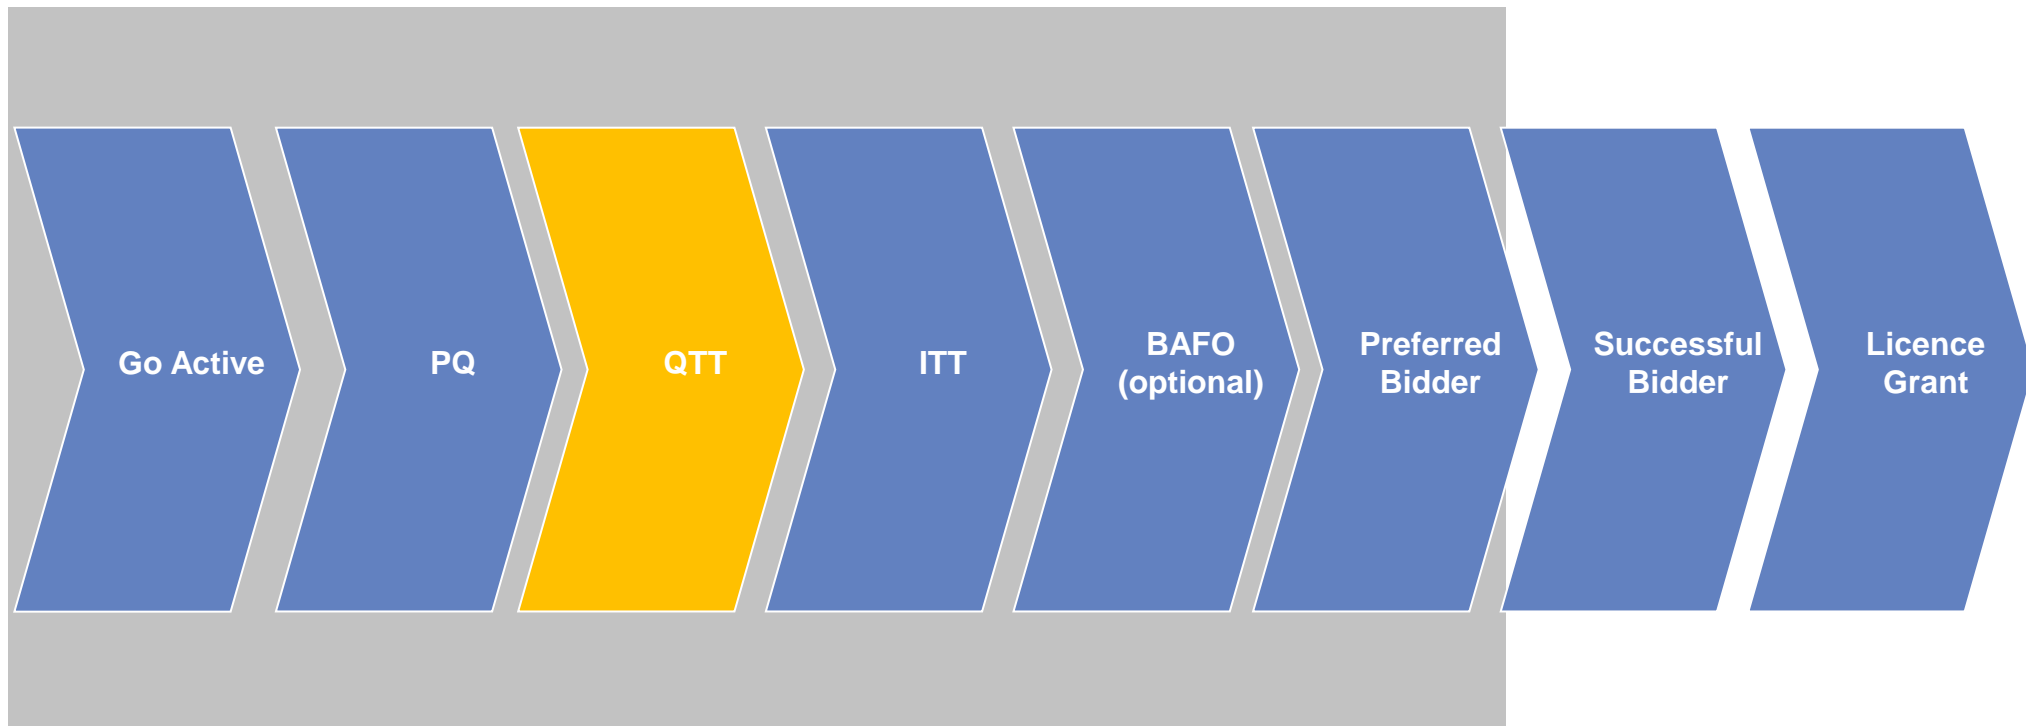 Go Active
PQ
QTT
ITT
BAFO
(optional)
Preferred
Bidder
Successful
Bidder
Licence
Grant